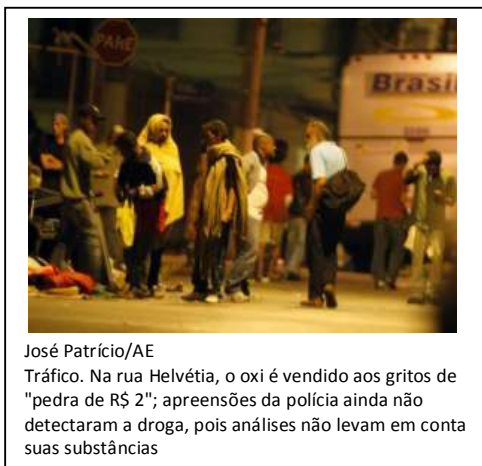 PARE
Brasil
José Patrício/AE
Tráfico. Na rua Helvétia, o oxi é vendido aos gritos de
"pedra de R$ 2"; apreensões da polícia ainda não
detectaram a droga, pois análises não levam em conta
suas substâncias